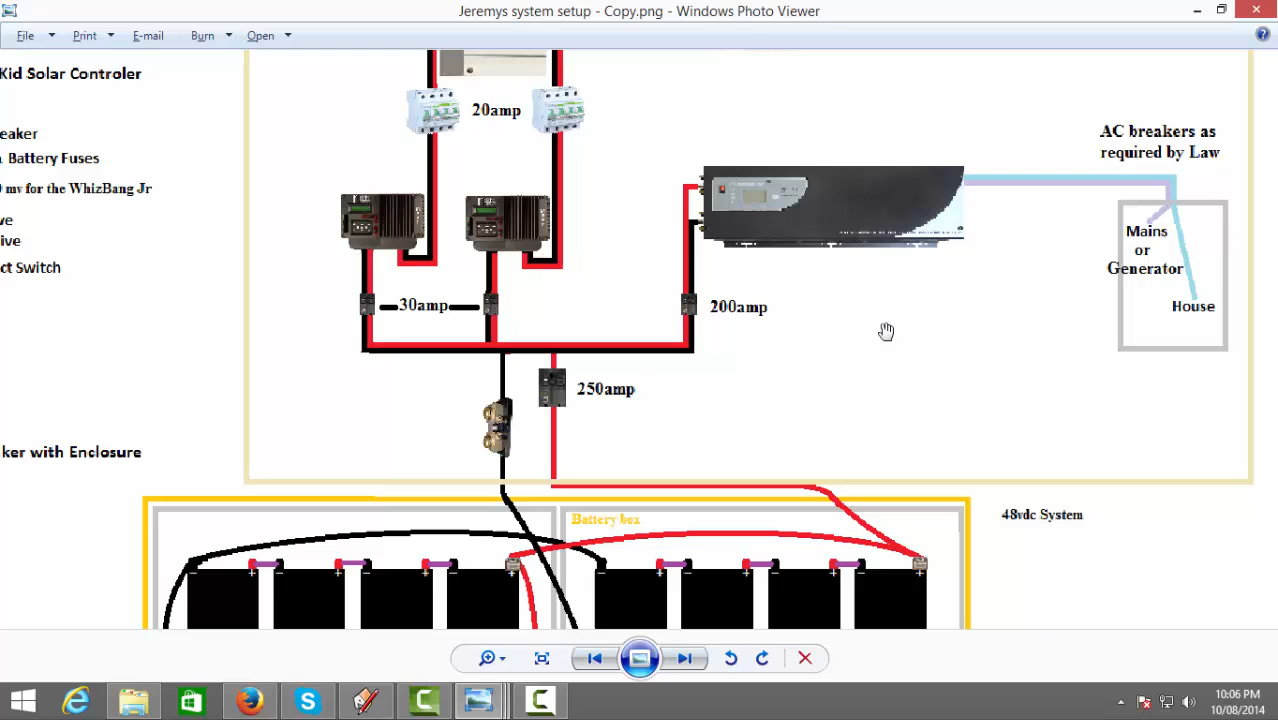 Jeremys system setup - Copy.png - Windows Photo Viewer
File
Print
E-mail
Burn
Open
Kid Solar Controler
eaker
Battery Fuses
0 mv for the WhizBang Jr
ve
ive
ct Switch
ker with Enclosure
20amp
30amp
200amp
250amp
AC breakers as
required by Law
Mains
or
Generator
House
Battery box
48vdc System
10:06 PM
10/08/2014